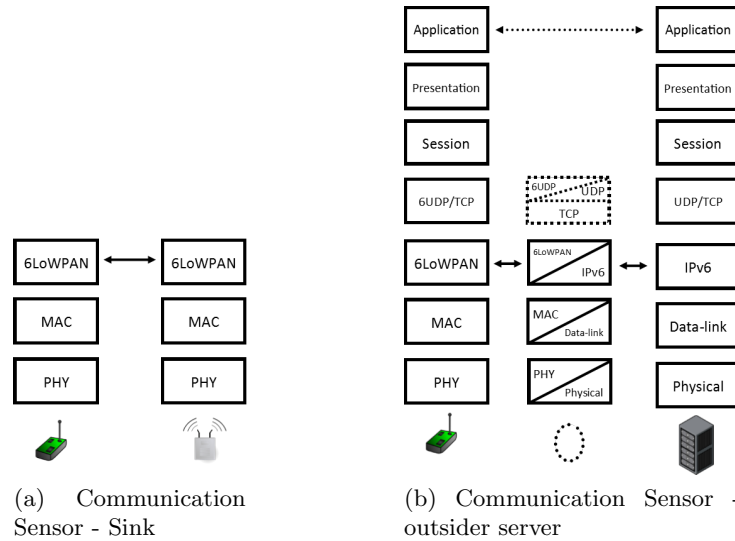 Application
Application
Presentation
Presentation
Session
Session
6UDP/TCP
6UDP
UDP
TCP
UDP/TCP
6LoWPAN
6LoWPAN
6LoWPAN
6LoWPAN
IPv6
IPv6
MAC
MAC
MAC
MAC
Data-link
Data-link
PHY
PHY
PHY
PHY
Physical
Physical
(a) Communication
Sensor - Sink
(b) Communication Sensor -
outsider server